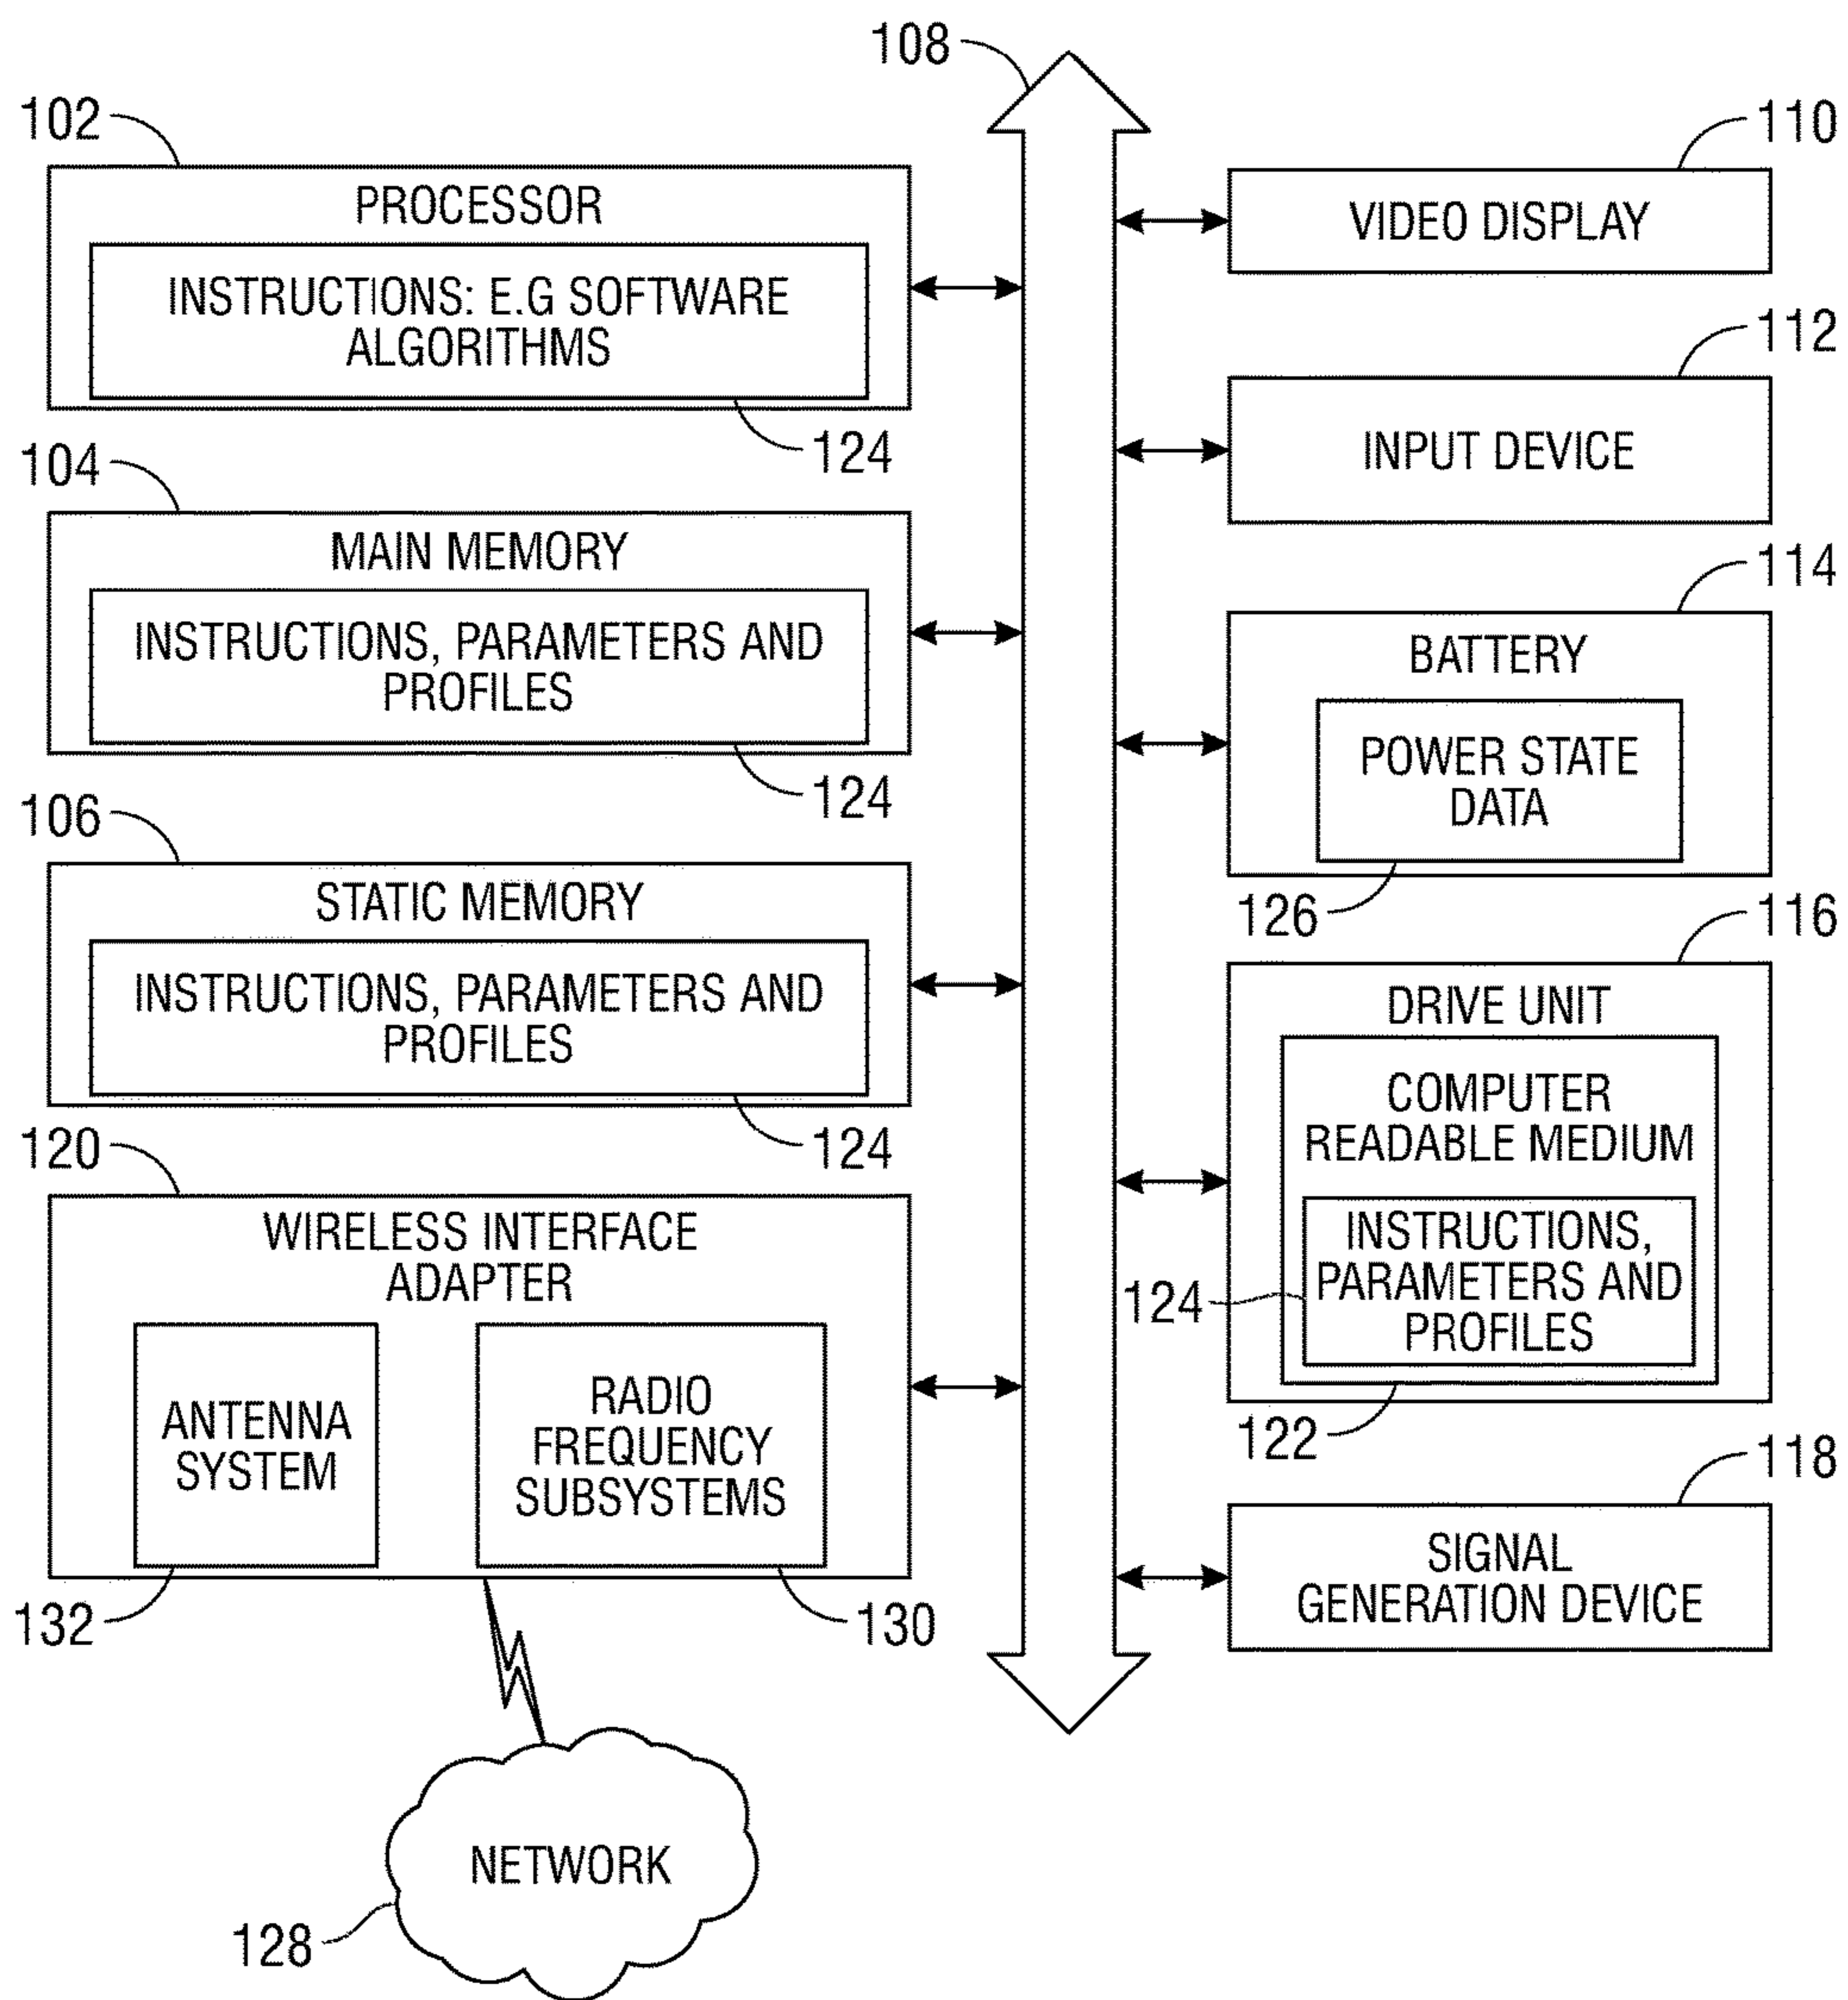 108
102
PROCESSOR
INSTRUCTIONS: E.G SOFTWARE
ALGORITHMS
124
104
MAIN MEMORY
INSTRUCTIONS, PARAMETERS AND
PROFILES
124
106
STATIC MEMORY
INSTRUCTIONS, PARAMETERS AND
PROFILES
124
120
WIRELESS INTERFACE
ADAPTER
ANTENNA
SYSTEM
RADIO
FREQUENCY
SUBSYSTEMS
132
130
NETWORK
128
110
VIDEO DISPLAY
112
INPUT DEVICE
114
BATTERY
POWER STATE
DATA
126
116
DRIVE UNIT
COMPUTER
READABLE MEDIUM
INSTRUCTIONS,
PARAMETERS AND
PROFILES
124
122
118
SIGNAL
GENERATION DEVICE